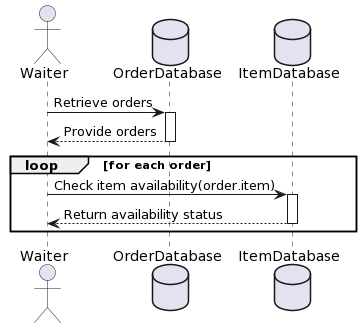 Waiter OrderDatabase ItemDatabase
Retrieve orders
Provide orders
loop [for each order]
Check item availability(order.item)
Return availability status
Waiter OrderDatabase ItemDatabase